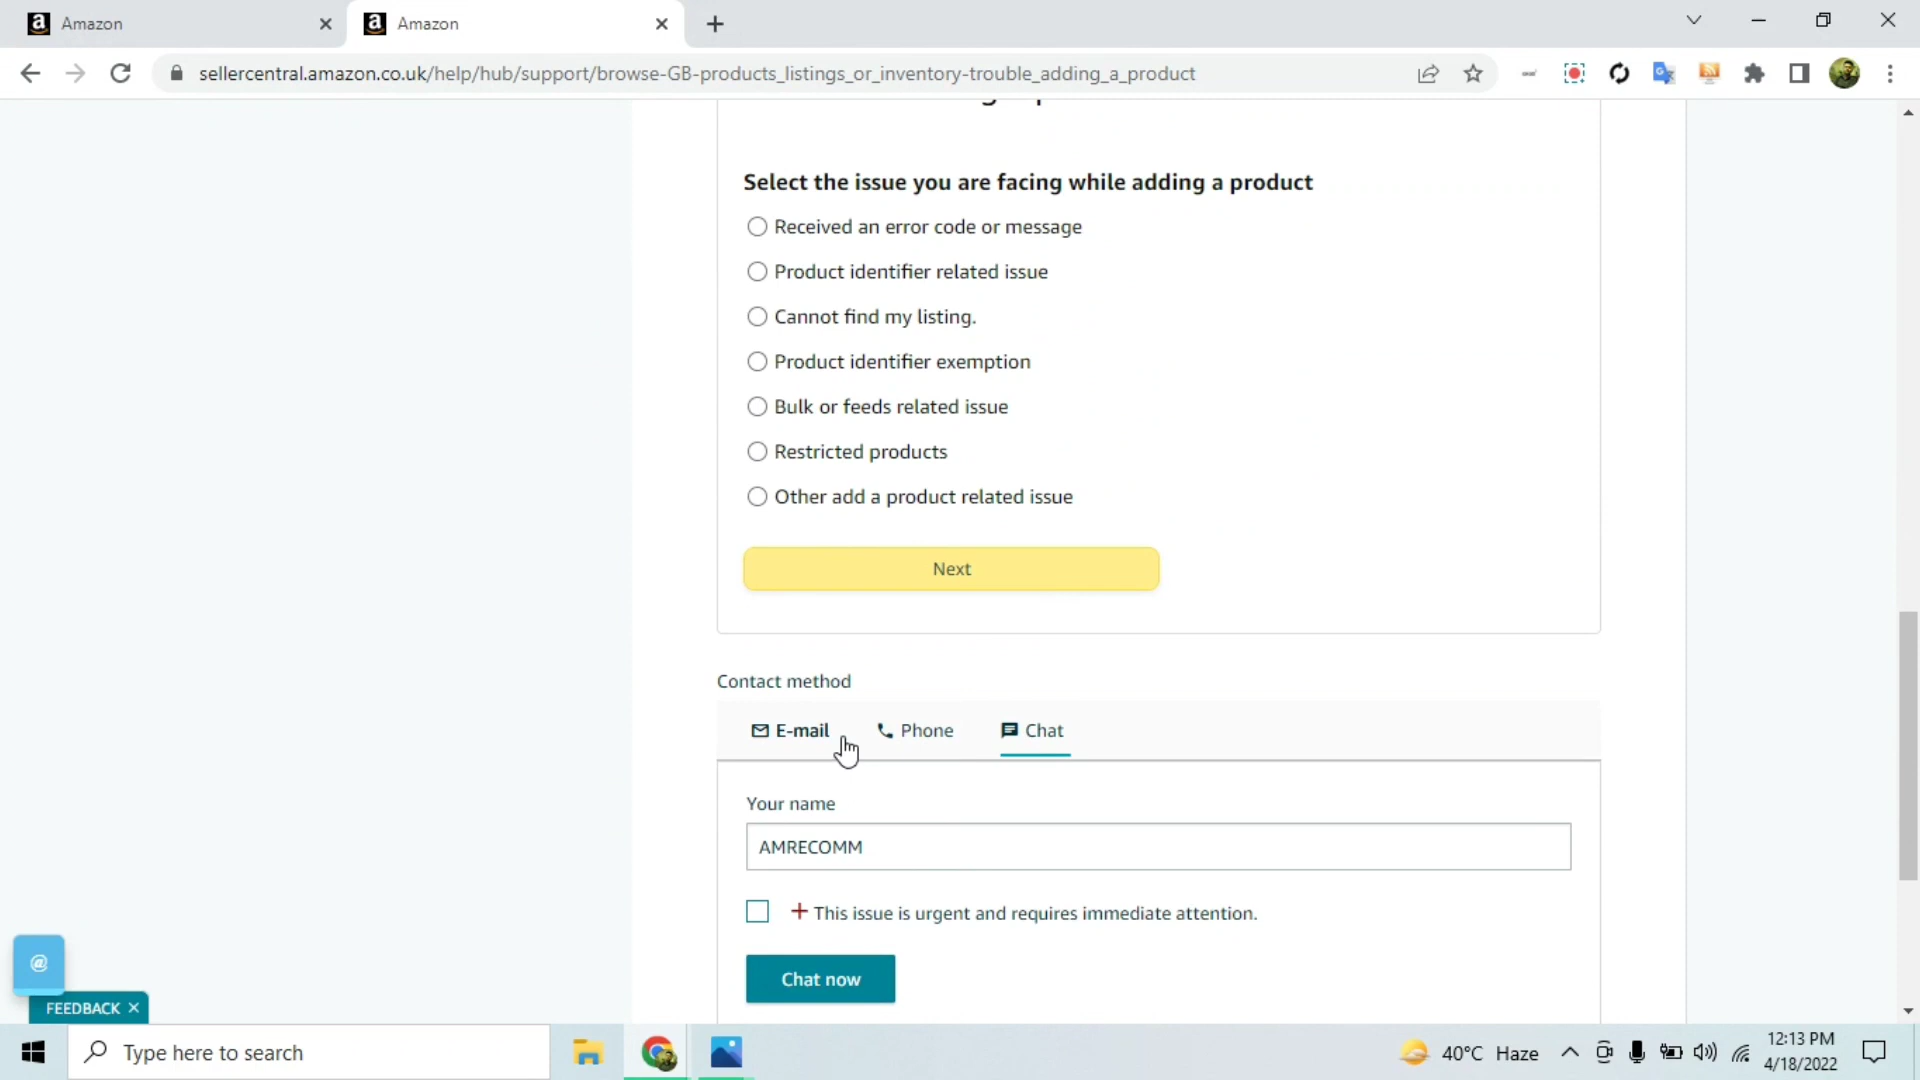 Amazon
Amazon
sellercentral.amazon.co.uk/help/hub/support/browse-GB-products_listings_or_inventory-trouble_adding_a_product
Select the issue you are facing while adding a product
Received an error code or message
Product identifier related issue
Cannot find my listing.
Product identifier exemption
Bulk or feeds related issue
Restricted products
Other add a product related issue
Next
Contact method
E-mail
Phone
Chat
Your name
AMRECOMM
+ This issue is urgent and requires immediate attention.
Chat now
@
FEEDBACK ×
Type here to search
40°C Haze
12:13 PM
4/18/2022